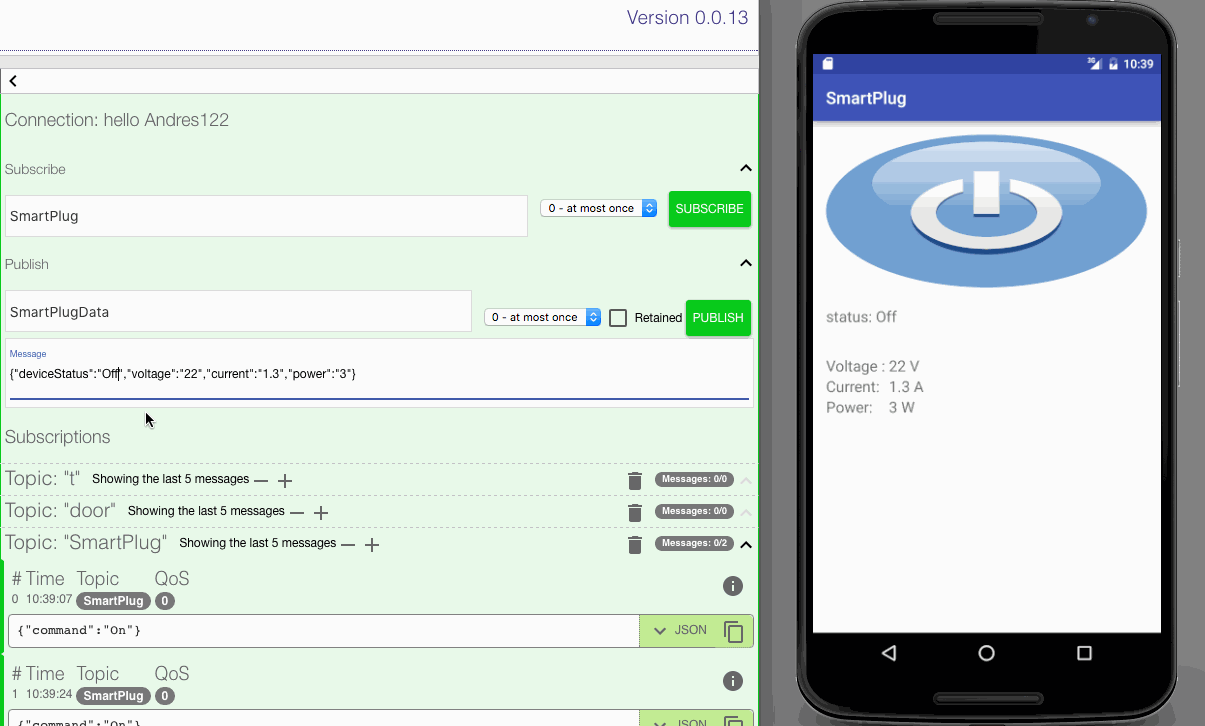 Version 0.0.13
Connection: hello Andres122
Subscribe
SmartPlug
0 - at most once
SUBSCRIBE
Publish
SmartPlugData
0 - at most once
Retained
PUBLISH
Message
{"deviceStatus":"Off","voltage":"22","current":"1.3","power":"3"}
Subscriptions
Topic: "t" Showing the last 5 messages — +
Messages: 0/0
Topic: "door" Showing the last 5 messages — +
Messages: 0/0
Topic: "SmartPlug" Showing the last 5 messages — +
Messages: 0/2
# Time Topic QoS
0 10:39:07 SmartPlug 0
{"command":"On"}
JSON
# Time Topic QoS
1 10:39:24 SmartPlug 0
{"command":"On"}
JSON
3G 10:39
SmartPlug
status: Off
Voltage : 22 V
Current: 1.3 A
Power: 3 W